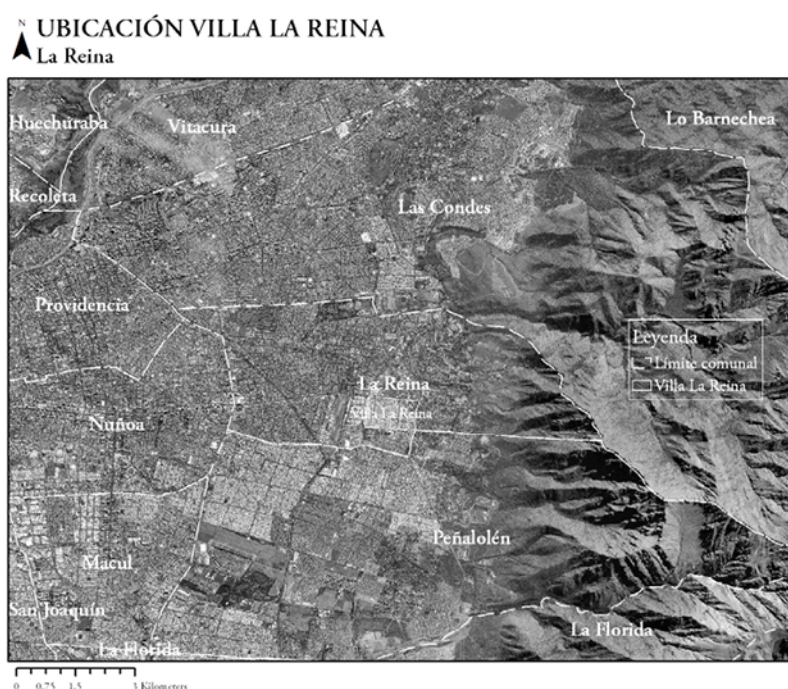 N
UBICACIÓN VILLA LA REINA
La Reina
Huechuraba
Vitacura
Lo Barnechea
Recoleta
Las Condes
Providencia
Leyenda
Límite comunal
Villa La Reina
La Reina
Villa La Reina
Ñuñoa
Peñalolén
Macul
San Joaquín
La Florida
La Florida
0 0.75 1.5 3 Kilometers